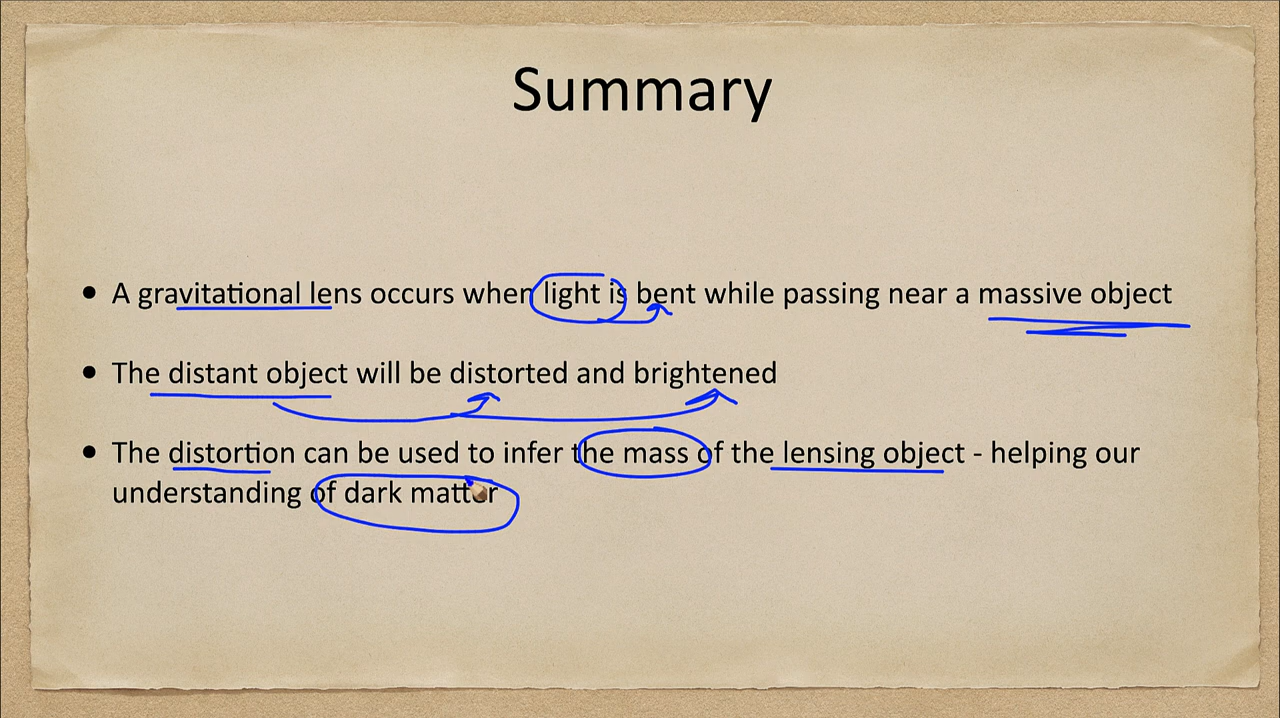 Summary
• A gravitational lens occurs when light is bent while passing near a massive object
• The distant object will be distorted and brightened
• The distortion can be used to infer the mass of the lensing object - helping our
understanding of dark matter